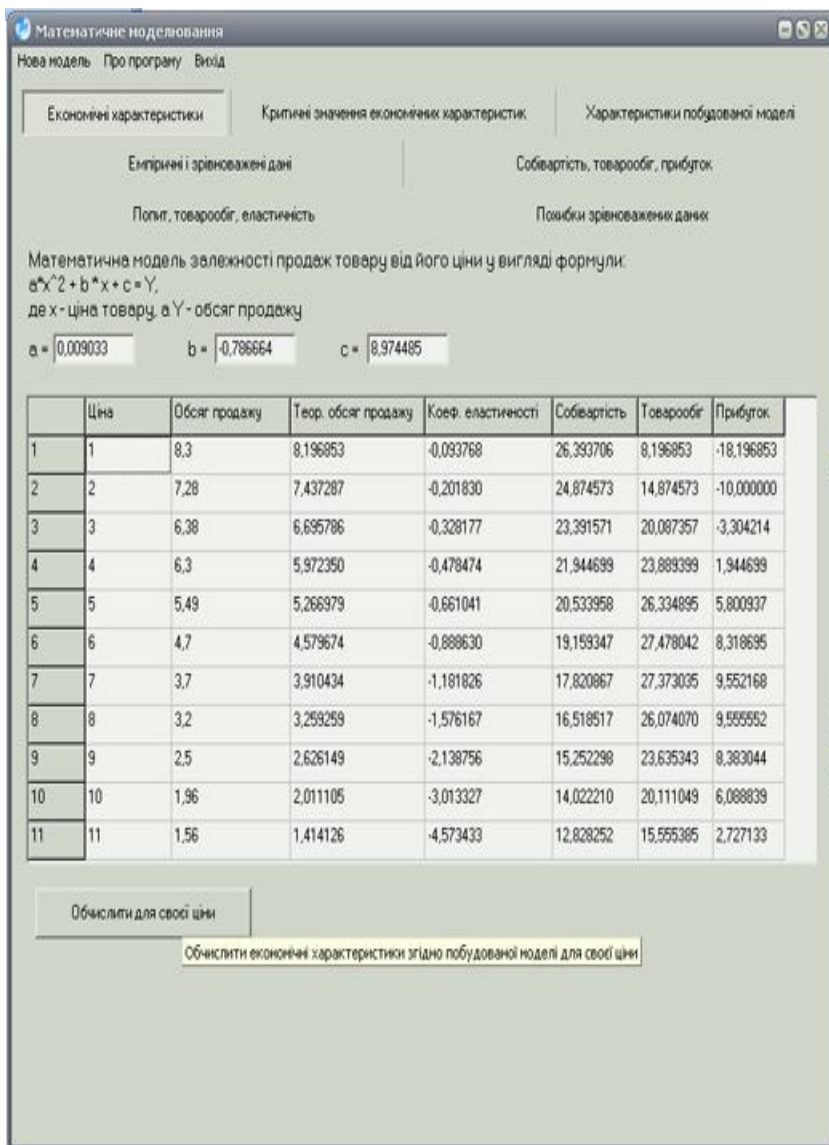 Математичне моделювання
Нова модель Про програму Вихід
Економічні характеристики Критичні значення економічних характеристик Характеристики побудованої моделі
Емпіричні і зрівноважені дані Собівартість, товарообіг, прибуток
Попит, товарообіг, еластичність Похибки зрівноважених даних
Математична модель залежності продаж товару від його ціни у вигляді формули:
a*x^2 + b * x + c = Y,
де x - ціна товару, а Y - обсяг продажу
a = 0,009033 b = -0,786664 c = 8,974485
Ціна Обсяг продажу Теор. обсяг продажу Коеф. еластичності Собівартість Товарообіг Прибуток
1 1 8,3 8,196853 -0,093768 26,393706 8,196853 -18,196853
2 2 7,28 7,437287 -0,201830 24,874573 14,874573 -10,000000
3 3 6,38 6,695786 -0,328177 23,391571 20,087357 -3,304214
4 4 6,3 5,972350 -0,478474 21,944699 23,889399 1,944699
5 5 5,49 5,266979 -0,661041 20,533958 26,334895 5,800937
6 6 4,7 4,579674 -0,888630 19,159347 27,478042 8,318695
7 7 3,7 3,910434 -1,181826 17,820867 27,373035 9,552168
8 8 3,2 3,259259 -1,576167 16,518517 26,074070 9,555552
9 9 2,5 2,626149 -2,138756 15,252298 23,635343 8,383044
10 10 1,96 2,011105 -3,013327 14,022210 20,111049 6,088839
11 11 1,56 1,414126 -4,573433 12,828252 15,555385 2,727133
Обчислити для своєї ціни
Обчислити економічні характеристики згідно побудованої моделі для своєї ціни